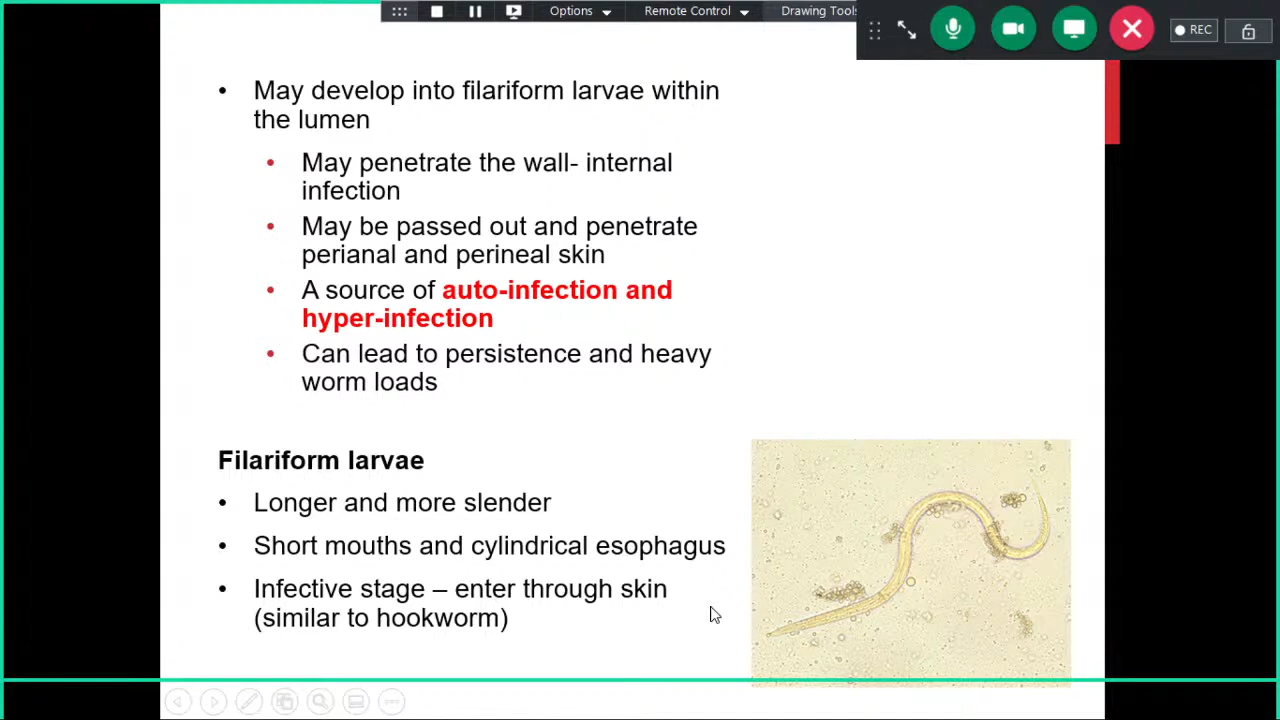 Options
Remote Control
Drawing Tools
REC
• May develop into filariform larvae within
the lumen
• May penetrate the wall- internal
infection
• May be passed out and penetrate
perianal and perineal skin
• A source of auto-infection and
hyper-infection
• Can lead to persistence and heavy
worm loads
Filariform larvae
• Longer and more slender
• Short mouths and cylindrical esophagus
• Infective stage – enter through skin
(similar to hookworm)